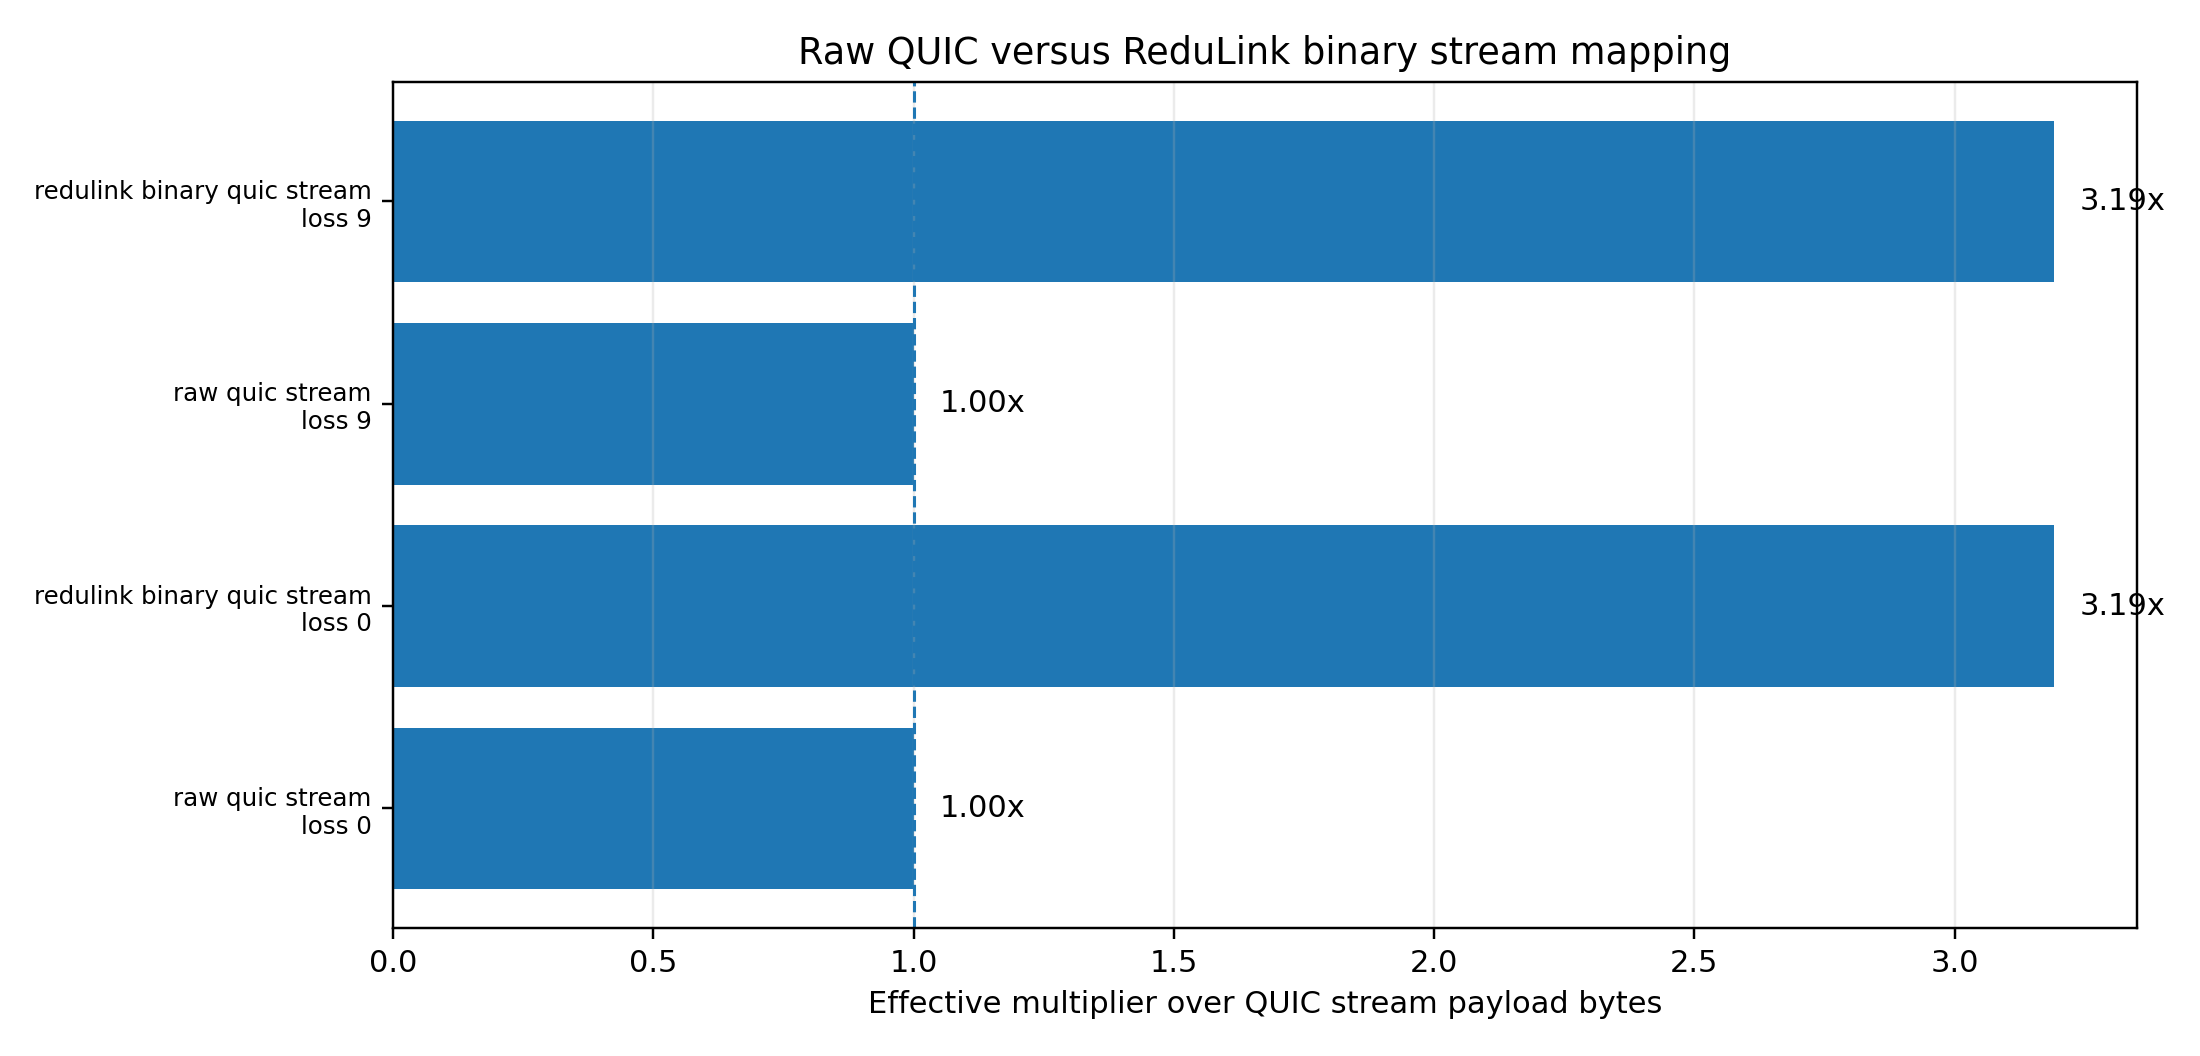 Raw QUIC versus ReduLink binary stream mapping
redulink binary quic stream
loss 9
3.19x
raw quic stream
loss 9
1.00x
redulink binary quic stream
loss 0
3.19x
raw quic stream
loss 0
1.00x
0.0 0.5 1.0 1.5 2.0 2.5 3.0
Effective multiplier over QUIC stream payload bytes